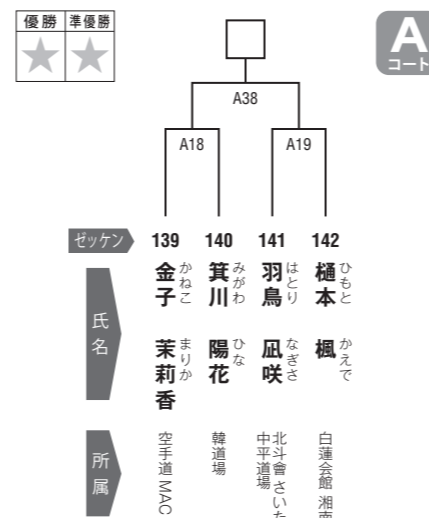 優勝 準優勝
A
コート
A38
A18
A19
ゼッケン
139
140
141
142
氏名
金子 茉莉香
かねこ まりか
箕川 陽花
みがわ ひな
羽鳥 凪咲
はとり なぎさ
樋本 楓
ひもと かえで
所属
空手道 MAC
韓道場
北斗會 さいた
中平道場
白蓮会館 湘南